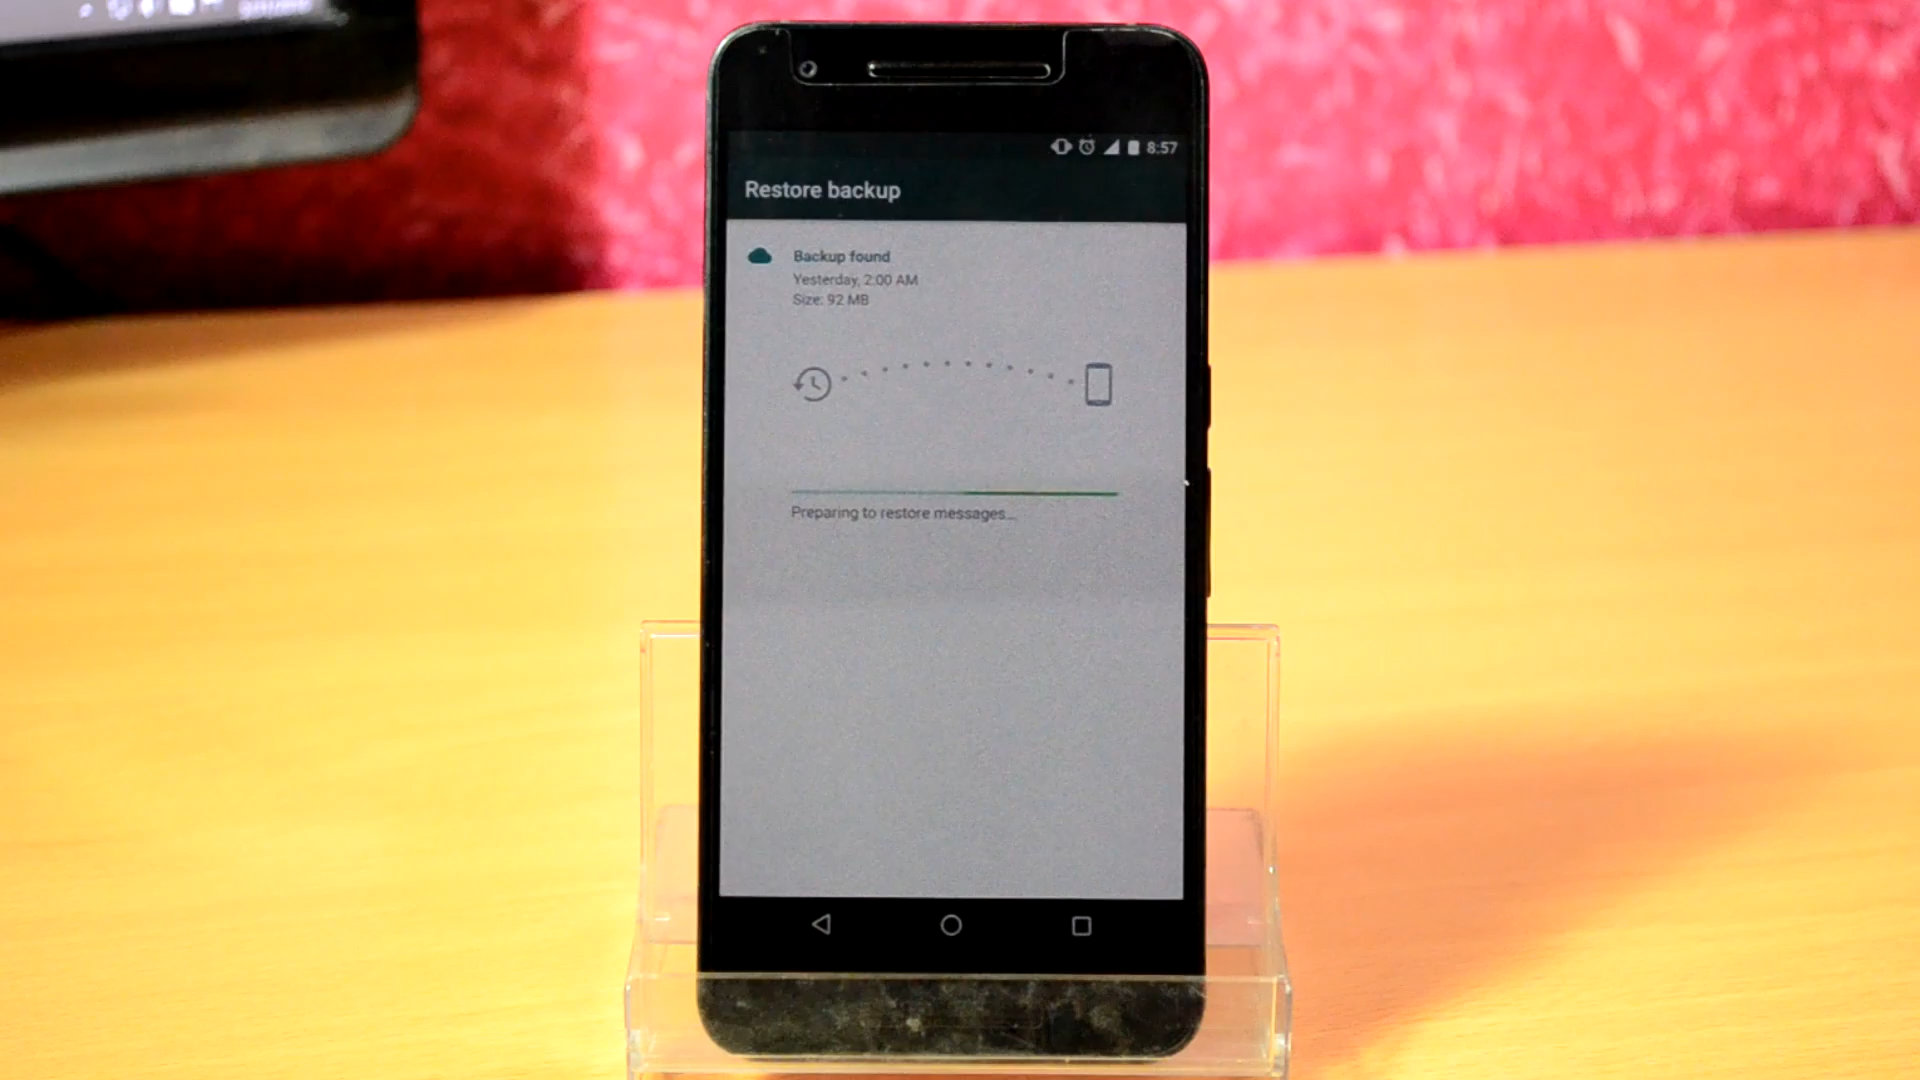 8:57
Restore backup
Backup found
Yesterday, 2:00 AM
Size: 92 MB
Preparing to restore messages...